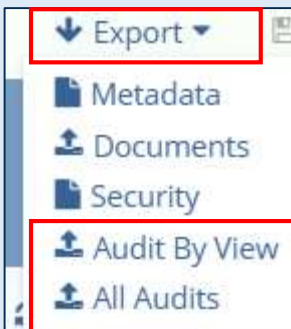 Export
Metadata
Documents
Security
Audit By View
All Audits